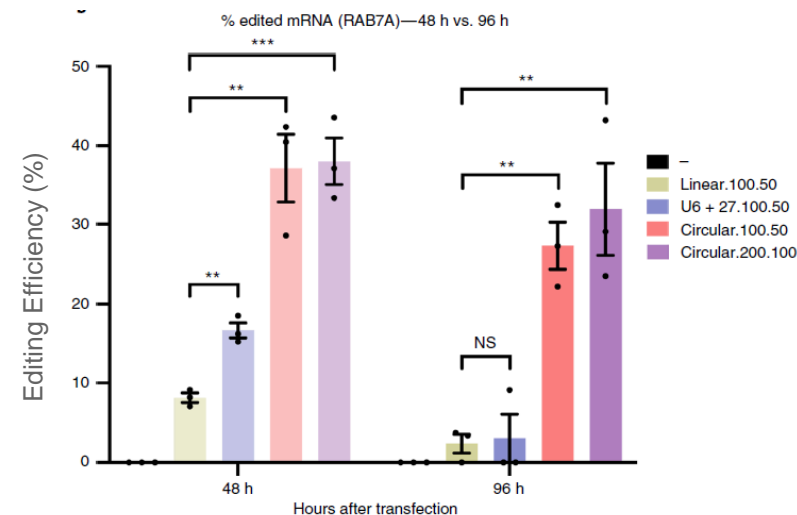 % edited mRNA (RAB7A)—48 h vs. 96 h
***
**
**
**
**
NS
50
40
30
20
10
0
Editing Efficiency (%)
48 h
96 h
Hours after transfection
–
Linear.100.50
U6 + 27.100.50
Circular.100.50
Circular.200.100